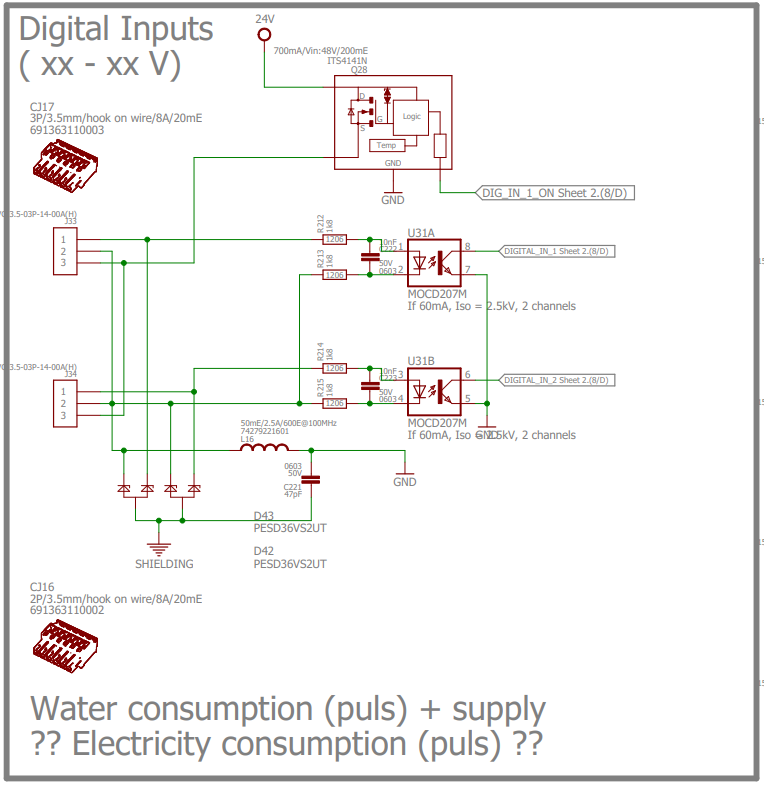 Digital Inputs
( xx - xx V)
24V
700mA/Vin:48V/200mE
ITS4141N
Q28
D
G
S
Logic
Temp
GND
GND
DIG_IN_1_ON Sheet 2.(8/D)
CJ17
3P/3.5mm/hook on wire/8A/20mE
691363110003
3.5-03P-14-00A(H)
J33
1
2
3
R212
1k8
1206
R213
1k8
1206
10nF
C222
50V
0603
U31A
1
2
8
7
MOCD207M
If 60mA, Iso = 2.5kV, 2 channels
DIGITAL_IN_1 Sheet 2.(8/D)
3.5-03P-14-00A(H)
J34
1
2
3
R214
1k8
1206
R215
1k8
1206
10nF
C223
50V
0603
U31B
3
4
6
5
MOCD207M
If 60mA, Iso = 2.5kV, 2 channels
DIGITAL_IN_2 Sheet 2.(8/D)
GND
50mE/2.5A/600E@100MHz
74279221601
L16
0603
50V
C221
47pF
GND
SHIELDING
D43
PESD36VS2UT
D42
PESD36VS2UT
CJ16
2P/3.5mm/hook on wire/8A/20mE
691363110002
Water consumption (puls) + supply
?? Electricity consumption (puls) ??